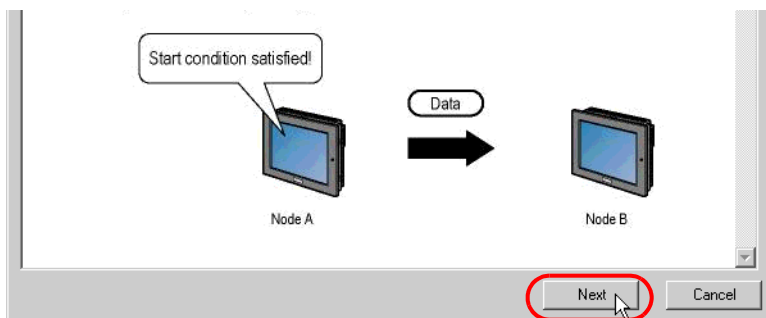 Start condition satisfied!
Data
Node A
Node B
Next
Cancel